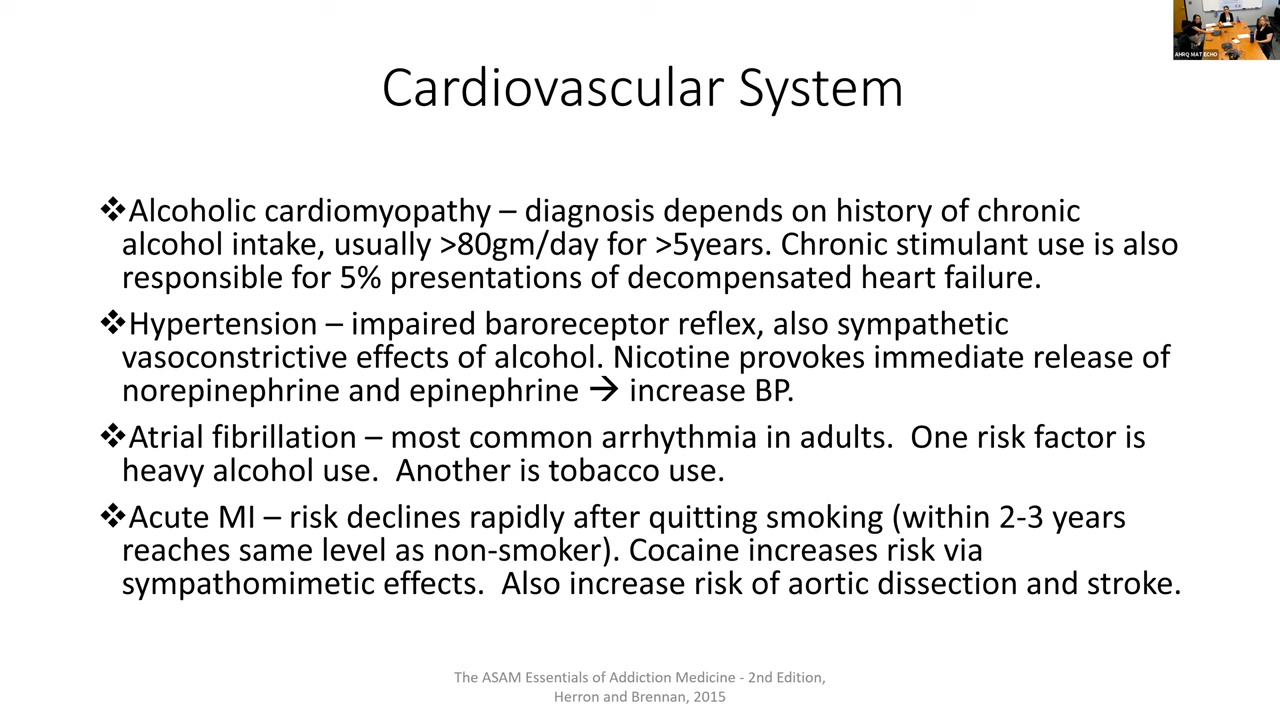 AHRQ MAT ECHO
Cardiovascular System
❖Alcoholic cardiomyopathy – diagnosis depends on history of chronic
alcohol intake, usually >80gm/day for >5years. Chronic stimulant use is also
responsible for 5% presentations of decompensated heart failure.
❖Hypertension – impaired baroreceptor reflex, also sympathetic
vasoconstrictive effects of alcohol. Nicotine provokes immediate release of
norepinephrine and epinephrine → increase BP.
❖Atrial fibrillation – most common arrhythmia in adults.  One risk factor is
heavy alcohol use.  Another is tobacco use.
❖Acute MI – risk declines rapidly after quitting smoking (within 2-3 years
reaches same level as non-smoker). Cocaine increases risk via
sympathomimetic effects.  Also increase risk of aortic dissection and stroke.
The ASAM Essentials of Addiction Medicine - 2nd Edition,
Herron and Brennan, 2015